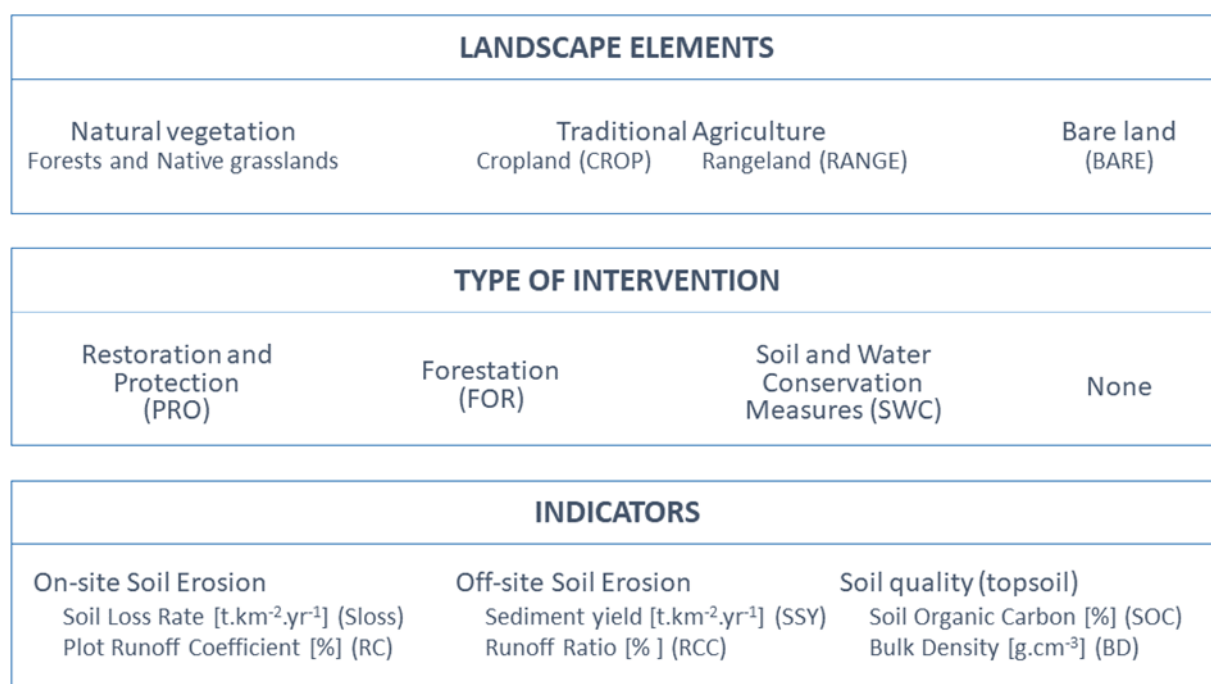 LANDSCAPE ELEMENTS
Natural vegetation
Forests and Native grasslands
Traditional Agriculture
Cropland (CROP) Rangeland (RANGE)
Bare land
(BARE)
TYPE OF INTERVENTION
Restoration and
Protection
(PRO)
Forestation
(FOR)
Soil and Water
Conservation
Measures (SWC)
None
INDICATORS
On-site Soil Erosion
Soil Loss Rate [t.km⁻².yr⁻¹] (Sloss)
Plot Runoff Coefficient [%] (RC)
Off-site Soil Erosion
Sediment yield [t.km⁻².yr⁻¹] (SSY)
Runoff Ratio [% ] (RCC)
Soil quality (topsoil)
Soil Organic Carbon [%] (SOC)
Bulk Density [g.cm⁻³] (BD)